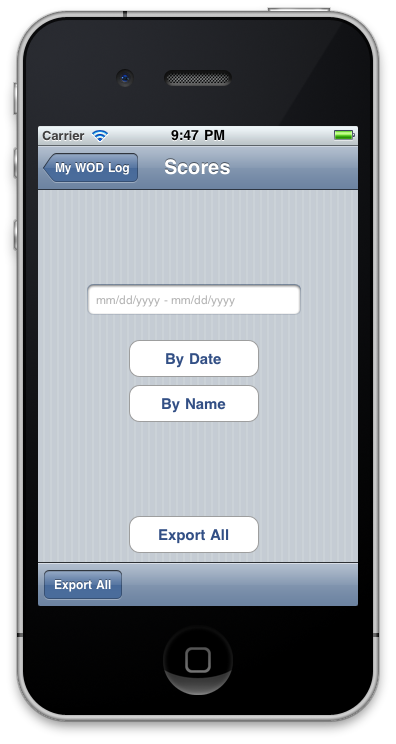 Carrier 9:47 PM
My WOD Log Scores
mm/dd/yyyy - mm/dd/yyyy
By Date
By Name
Export All
Export All